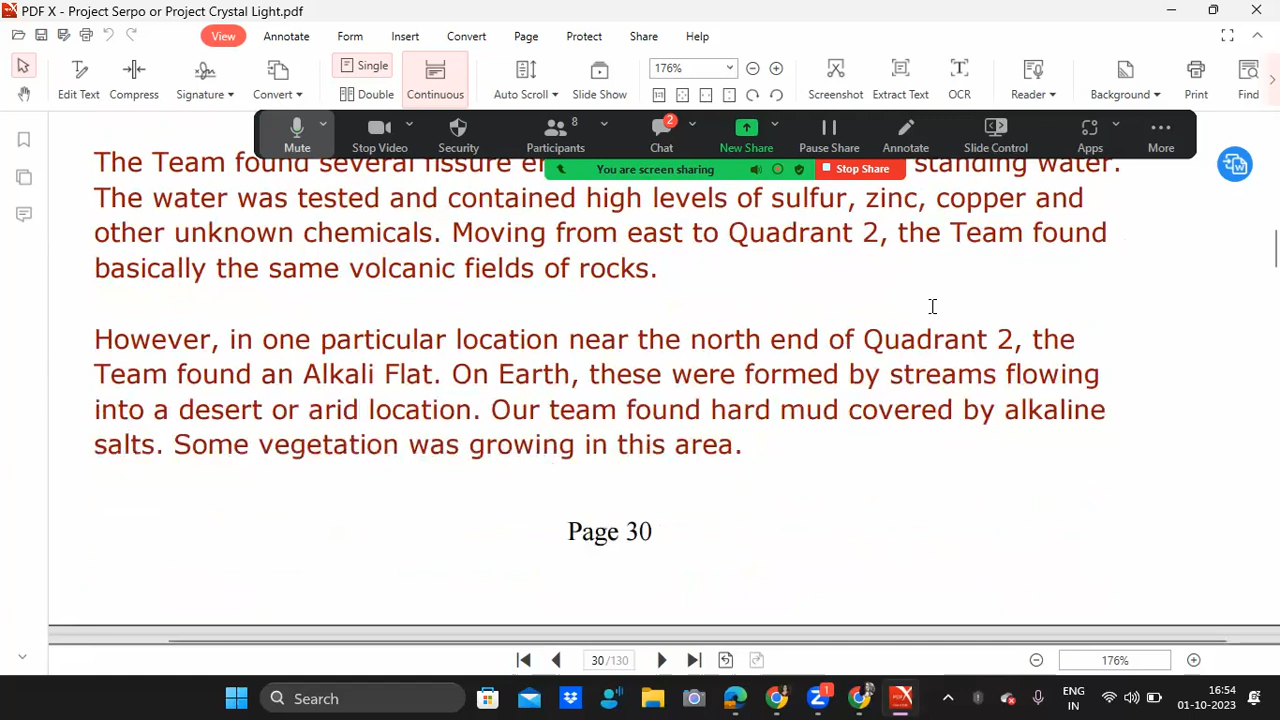 PDF X - Project Serpo or Project Crystal Light.pdf
View Annotate Form Insert Convert Page Protect Share Help
Single
176%
Edit Text Compress Signature Convert Double Continuous Auto Scroll Slide Show Screenshot Extract Text OCR Reader Background Print Find
8
2
Mute Stop Video Security Participants Chat New Share Pause Share Annotate Slide Control Apps More
You are screen sharing Stop Share
The Team found several fissure standing water.
The water was tested and contained high levels of sulfur, zinc, copper and
other unknown chemicals. Moving from east to Quadrant 2, the Team found
basically the same volcanic fields of rocks.
However, in one particular location near the north end of Quadrant 2, the
Team found an Alkali Flat. On Earth, these were formed by streams flowing
into a desert or arid location. Our team found hard mud covered by alkaline
salts. Some vegetation was growing in this area.
Page 30
30 /130
176%
Search
1
ENG
IN
16:54
01-10-2023